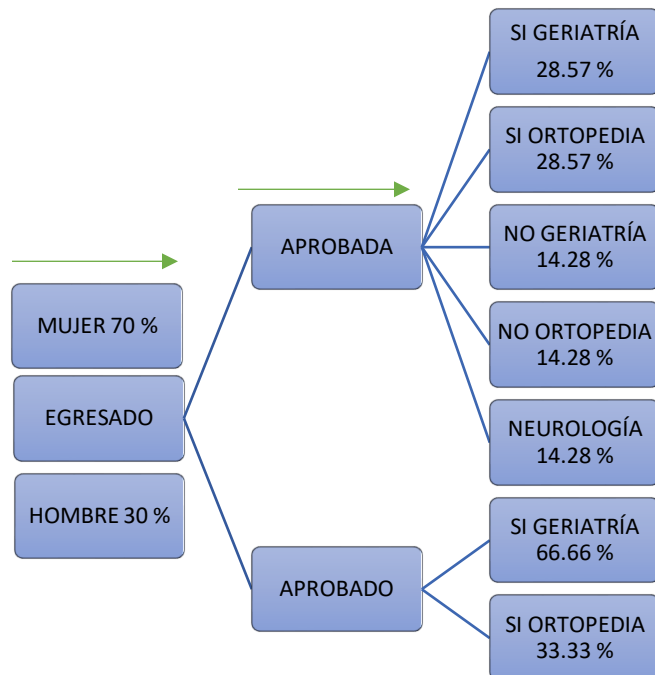 MUJER 70 %
EGRESADO
HOMBRE 30 %
APROBADA
APROBADO
SI GERIATRÍA
28.57 %
SI ORTOPEDIA
28.57 %
NO GERIATRÍA
14.28 %
NO ORTOPEDIA
14.28 %
NEUROLOGÍA
14.28 %
SI GERIATRÍA
66.66 %
SI ORTOPEDIA
33.33 %